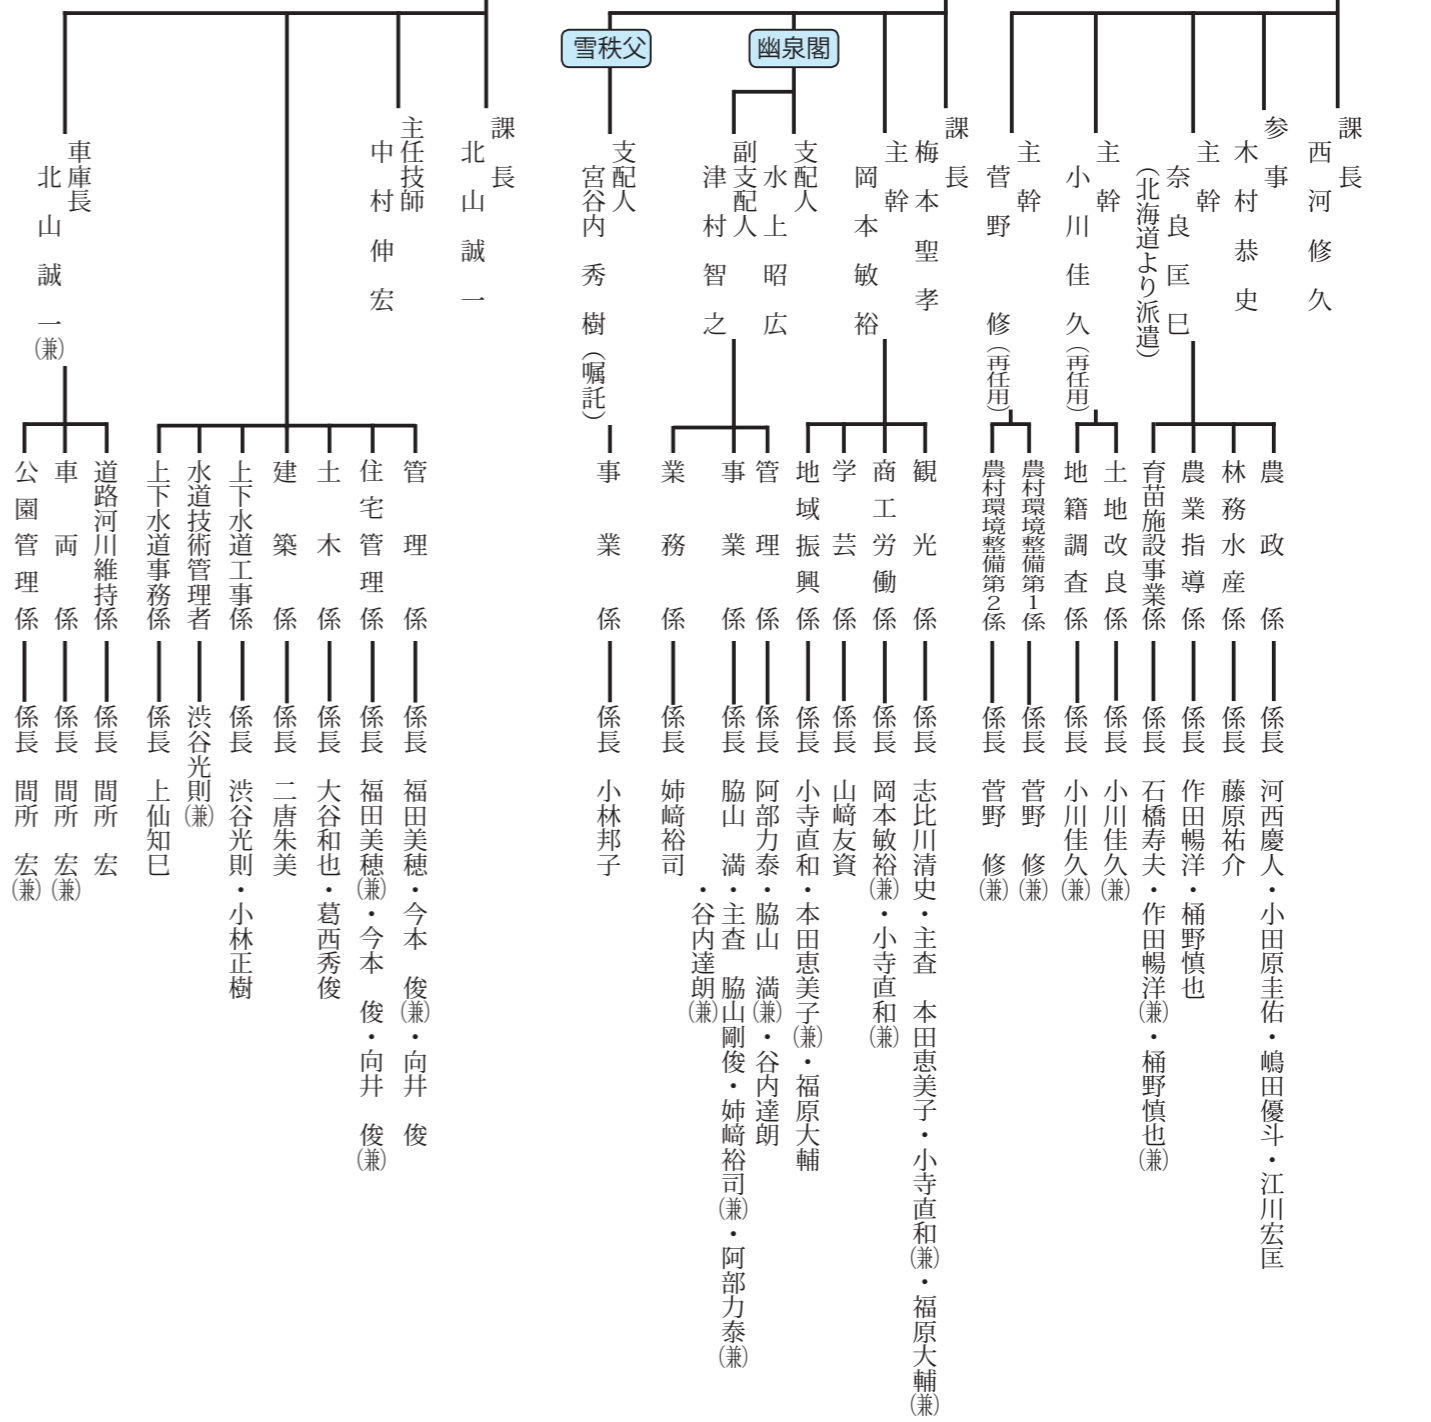 課長
西河修久
参事
木村恭史
主幹
奈良匡巳
（北海道より派遣）
農政係
係長　河西慶人・小田原圭佑・嶋田優斗・江川宏匡
林務水産係
係長　藤原祐介
農業指導係
係長　作田暢洋・桶野慎也
育苗施設事業係
係長　石橋寿夫・作田暢洋㈲・桶野慎也（兼）
主幹
小川佳久（再任用）
土地改良係
係長　小川佳久（兼）
地籍調査係
係長　小川佳久（兼）
主幹
菅野　修（再任用）
農村環境整備第1係
係長　菅野　修（兼）
農村環境整備第2係
係長　菅野　修（兼）
課長
梅本聖孝
主幹
岡本敏裕
観光係
係長　志比川清史・主査　本田恵美子・小寺直和（兼）・福原大輔（兼）
商工労働係
係長　岡本敏裕（兼）・小寺直和（兼）
学芸係
係長　山﨑友資
地域振興係
係長　小寺直和・本田恵美子（兼）・福原大輔
幽泉閣
支配人
水上昭広
副支配人
津村智之
管理係
係長　阿部力泰・脇山　満（兼）・谷内達朗
事業係
係長　脇山　満・主査　脇山剛俊・姉﨑裕司（兼）・阿部力泰（兼）
・谷内達朗（兼）
業務係
係長　姉﨑裕司
雪秩父
支配人
宮谷内秀樹（嘱託）
事業係
係長　小林邦子
課長
北山誠一
主任技師
中村伸宏
管理係
係長　福田美穂・今本　俊（兼）・向井　俊
住宅管理係
係長　福田美穂（兼）・今本　俊・向井　俊（兼）
土木係
係長　大谷和也・葛西秀俊
建築係
係長　二唐朱美
上下水道工事係
係長　渋谷光則・小林正樹
水道技術管理者
渋谷光則（兼）
上下水道事務係
係長　上仙知巳
車庫長
北山誠一（兼）
道路河川維持係
係長　間所　宏
車両係
係長　間所　宏（兼）
公園管理係
係長　間所　宏（兼）